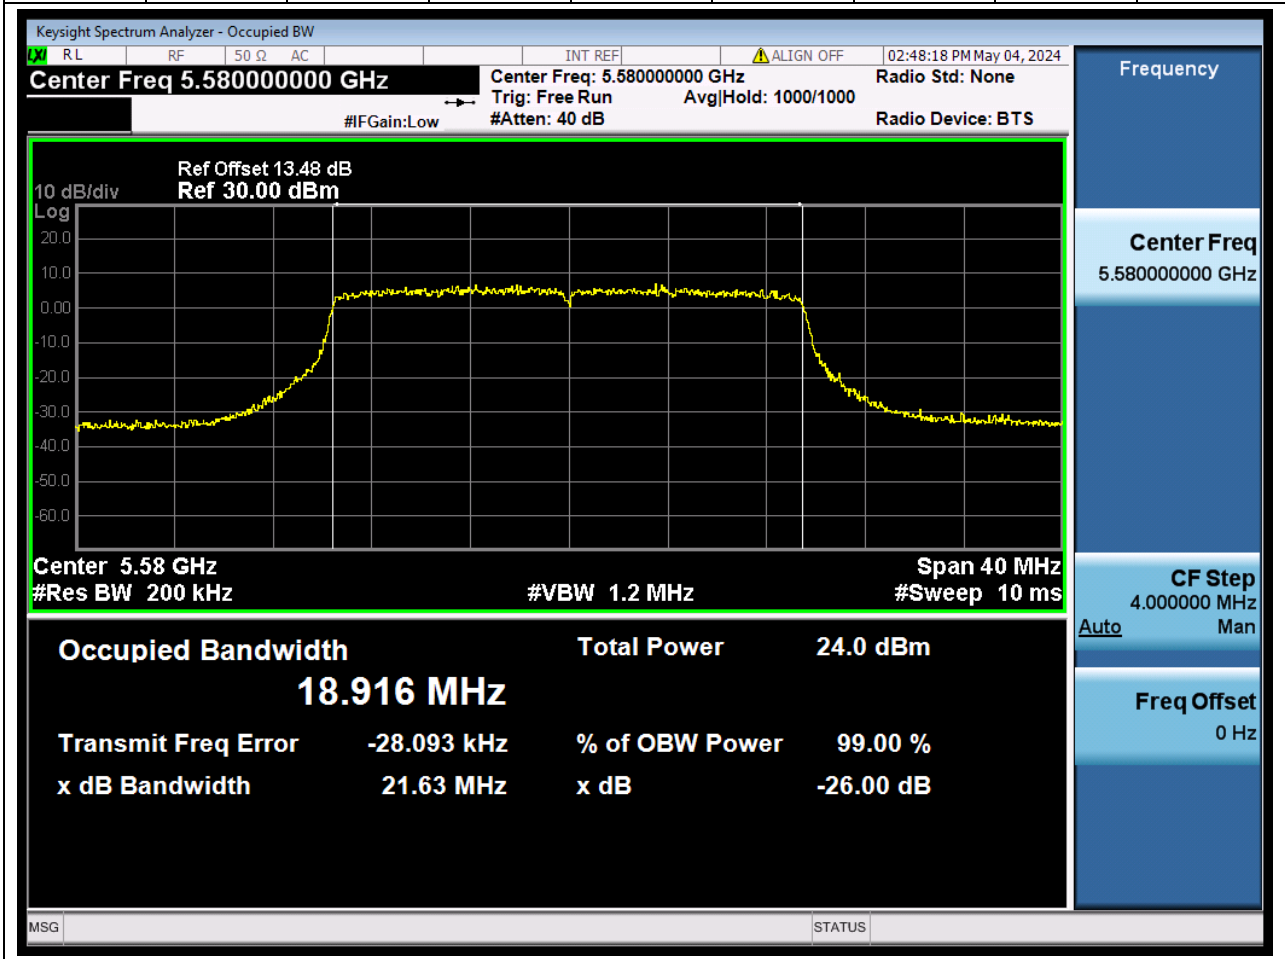 Keysight Spectrum Analyzer - Occupied BW
LXI RL RF 50 Ω AC INT REF ALIGN OFF 02:48:18 PM May 04, 2024
Center Freq 5.580000000 GHz
Center Freq: 5.580000000 GHz
Radio Std: None
Trig: Free Run Avg|Hold: 1000/1000
#IFGain:Low
#Atten: 40 dB
Radio Device: BTS
Ref Offset 13.48 dB
10 dB/div Ref 30.00 dBm
Log
20.0
10.0
0.00
-10.0
-20.0
-30.0
-40.0
-50.0
-60.0
Center 5.58 GHz Span 40 MHz
#Res BW 200 kHz #VBW 1.2 MHz #Sweep 10 ms
Occupied Bandwidth Total Power 24.0 dBm
18.916 MHz
Transmit Freq Error -28.093 kHz % of OBW Power 99.00 %
x dB Bandwidth 21.63 MHz x dB -26.00 dB
MSG STATUS
Frequency
Center Freq
5.580000000 GHz
CF Step
4.000000 MHz
Auto Man
Freq Offset
0 Hz